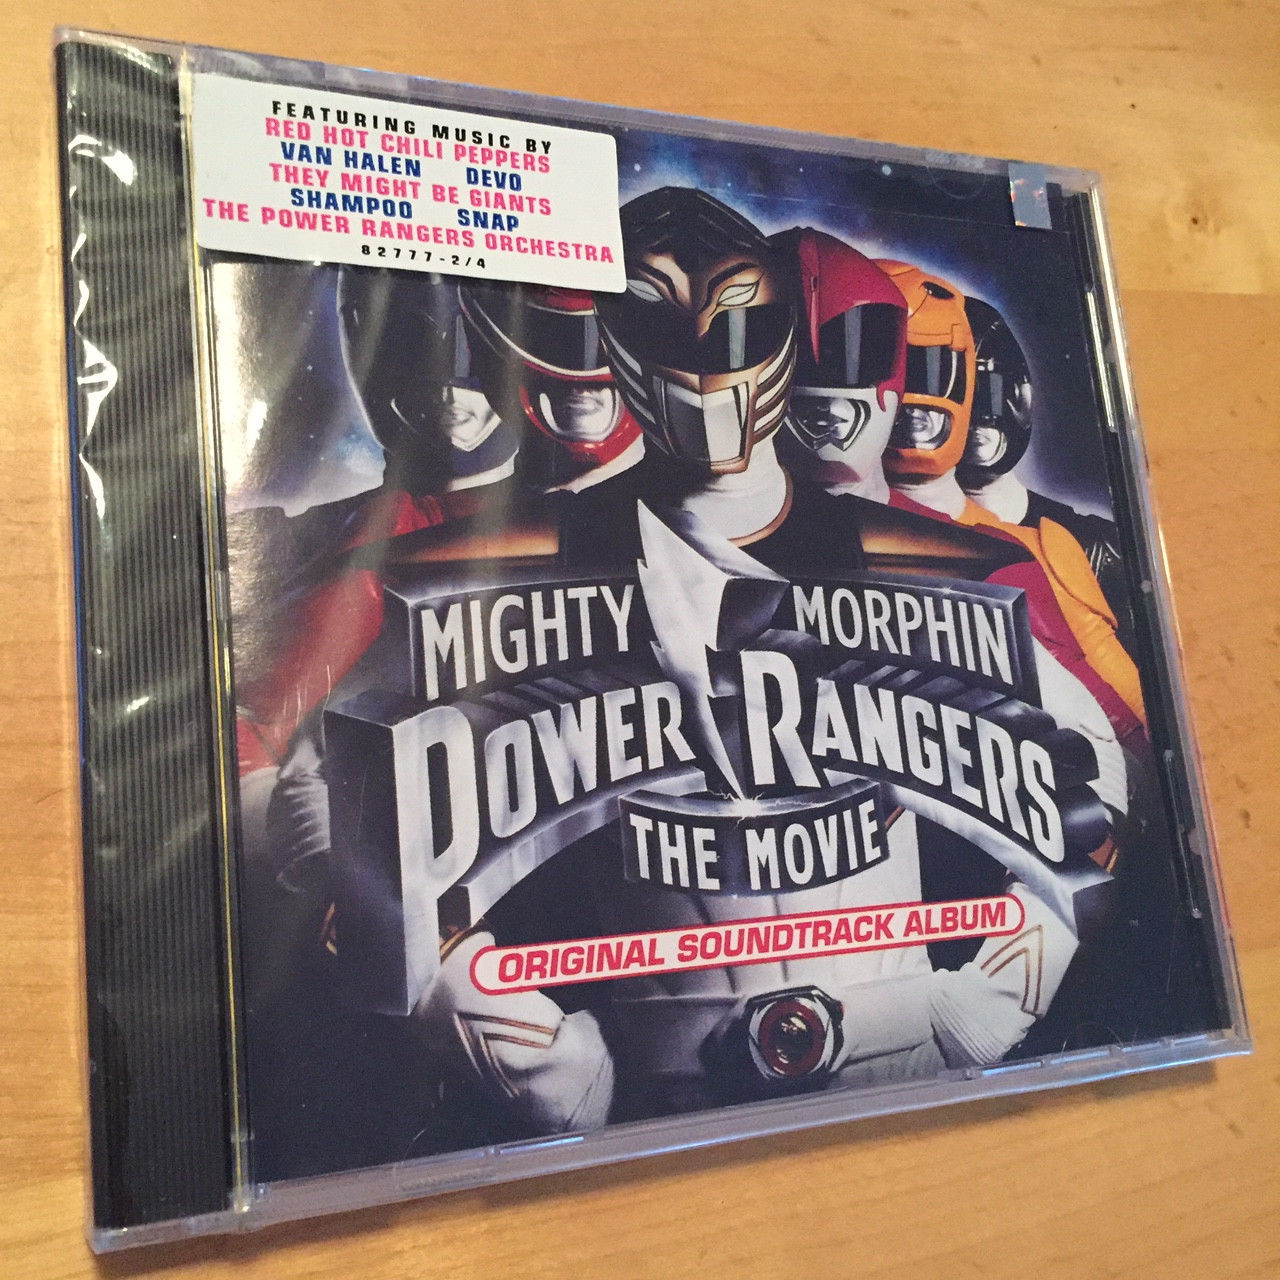 FEATURING MUSIC BY
RED HOT CHILI PEPPERS
VAN HALEN DEVO
THEY MIGHT BE GIANTS
SHAMPOO SNAP
THE POWER RANGERS ORCHESTRA
82777-2/4
MIGHTY MORPHIN
POWER RANGERS
THE MOVIE
ORIGINAL SOUNDTRACK ALBUM